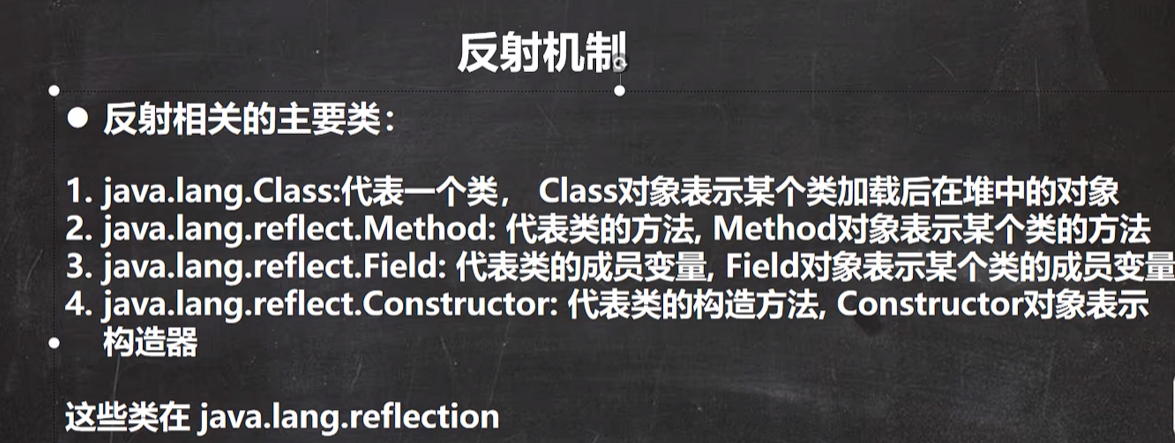 反射机制
● 反射相关的主要类：
1. java.lang.Class:代表一个类， Class对象表示某个类加载后在堆中的对象
2. java.lang.reflect.Method: 代表类的方法, Method对象表示某个类的方法
3. java.lang.reflect.Field: 代表类的成员变量, Field对象表示某个类的成员变量
4. java.lang.reflect.Constructor: 代表类的构造方法, Constructor对象表示
构造器
这些类在 java.lang.reflection